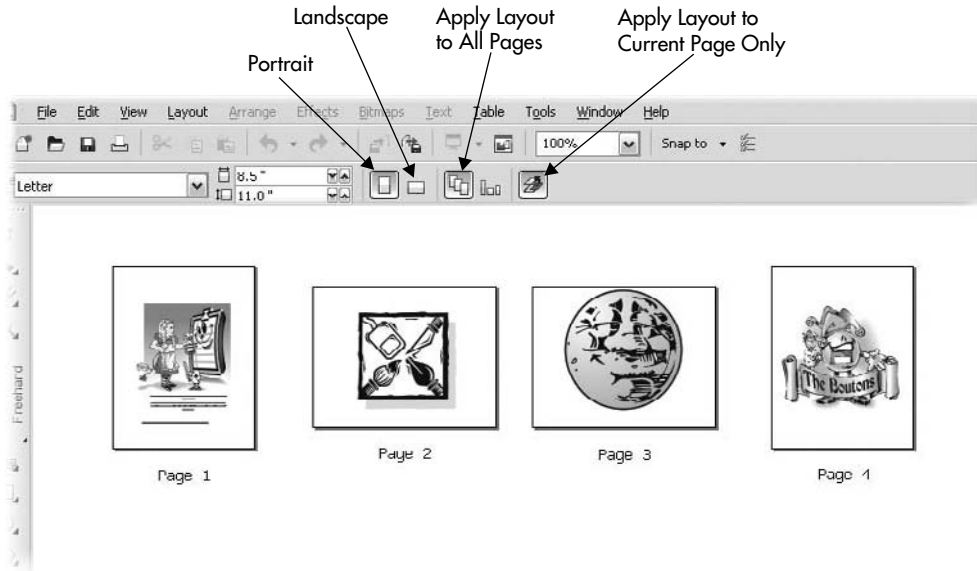 Landscape
Apply Layout
to All Pages
Apply Layout to
Current Page Only
Portrait
File Edit View Layout Arrange Effects Bitmaps Text Table Tools Window Help
100% Snap to
Letter
8.5 "
11.0 "
Freehand
The Boutons
Page 1
Page 2
Page 3
Page 4